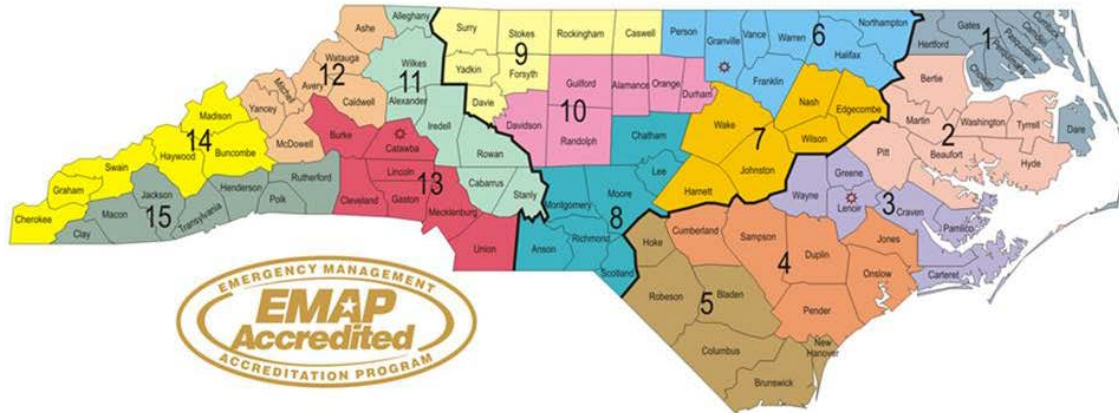 Alleghany
Ashe
Surry
Stokes
Rockingham
Caswell
Person
Granville
Vance
Warren
Northampton
6
Halifax
Gates
Hertford
Currituck
Camden
Pasquotank
Perquimans
Chowan
1
9
Watauga
12
Wilkes
11
Yadkin
Forsyth
Guilford
Alamance
Orange
Durham
Franklin
Bertie
Mitchell
Avery
Yancey
Caldwell
Alexander
Davie
Iredell
Davidson
10
Randolph
Nash
Edgecombe
Wake
7
Wilson
Martin
Washington
Tyrrell
Dare
2
Madison
14
McDowell
Burke
Catawba
Rowan
Chatham
Lee
Johnston
Pitt
Beaufort
Hyde
Swain
Haywood
Buncombe
Rutherford
Lincoln
13
Cabarrus
Stanly
Moore
Harnett
Greene
Wayne
Lenoir
3
Craven
Pamlico
Graham
Jackson
Henderson
Polk
Cleveland
Gaston
Mecklenburg
Montgomery
8
Cherokee
Macon
15
Transylvania
Clay
Union
Anson
Richmond
Scotland
Hoke
Cumberland
Sampson
4
Duplin
Jones
Onslow
Carteret
Robeson
5
Bladen
Pender
Columbus
New
Hanover
Brunswick
EMERGENCY MANAGEMENT
EMAP
Accredited
ACCREDITATION PROGRAM